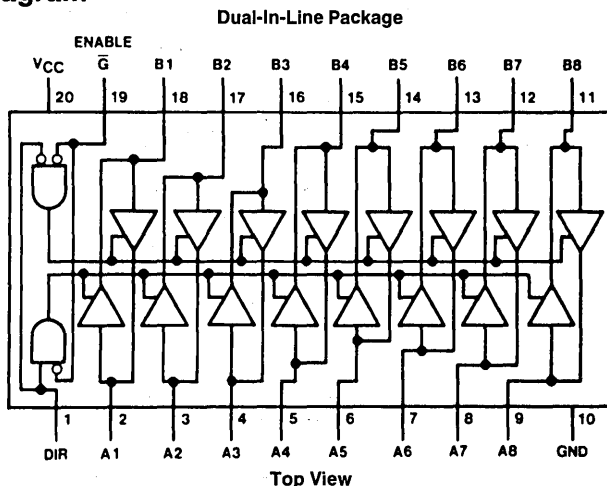 agram
Dual-In-Line Package
ENABLE
VCC G̅ B1 B2 B3 B4 B5 B6 B7 B8
20 19 18 17 16 15 14 13 12 11
1 2 3 4 5 6 7 8 9 10
DIR A1 A2 A3 A4 A5 A6 A7 A8 GND
Top View